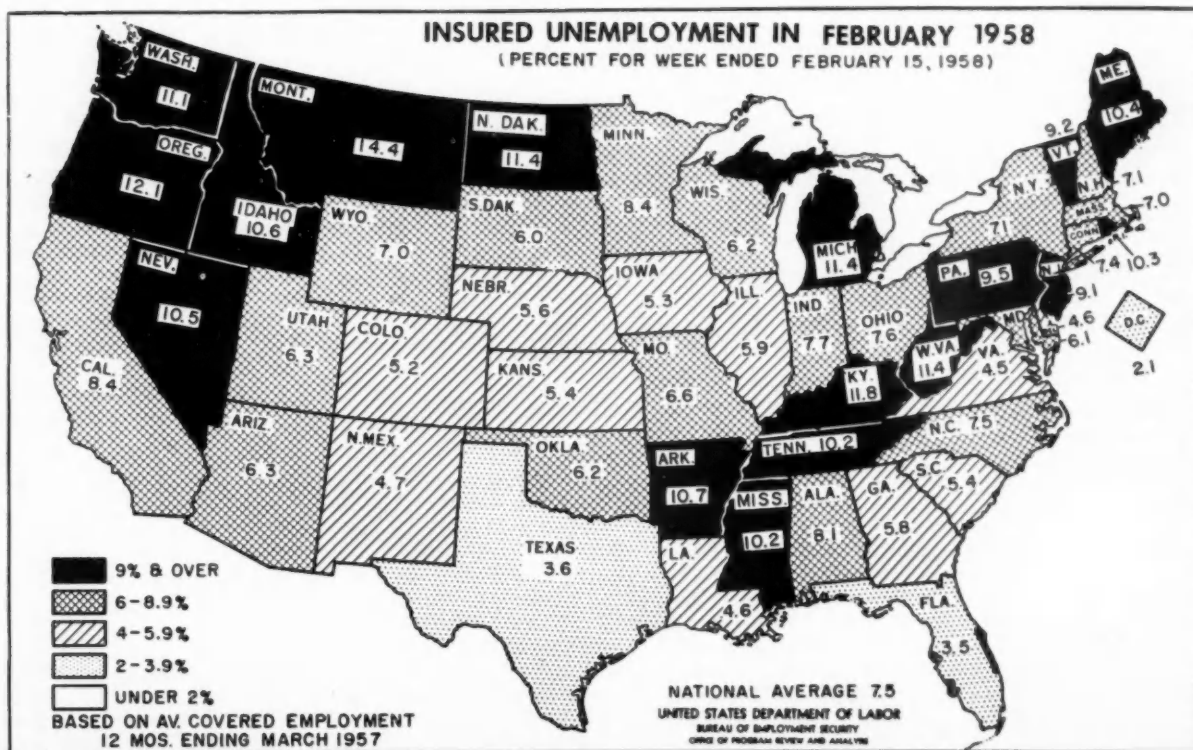 INSURED UNEMPLOYMENT IN FEBRUARY 1958
(PERCENT FOR WEEK ENDED FEBRUARY 15, 1958)
WASH.
11.1
OREG.
12.1
MONT.
14.4
IDAHO
10.6
N. DAK.
11.4
MINN.
8.4
S.DAK.
6.0
WYO.
7.0
WIS.
6.2
MICH
11.4
ME.
10.4
9.2
VT.
N.H
7.1
N.Y.
7.1
MASS.
7.0
CONN
7.4
10.3
PA.
9.5
N.J.
9.1
NEV.
10.5
UTAH
6.3
CAL.
8.4
COLO.
5.2
NEBR.
5.6
IOWA
5.3
ILL.
5.9
IND.
7.7
OHIO
7.6
MD.
4.6
6.1
D.C.
2.1
W.VA.
11.4
VA.
4.5
KANS.
5.4
MO.
6.6
KY.
11.8
ARIZ.
6.3
N.MEX.
4.7
OKLA.
6.2
ARK.
10.7
TENN. 10.2
N.C. 7.5
S.C.
5.4
MISS.
10.2
ALA.
8.1
GA.
5.8
TEXAS
3.6
LA.
4.6
FLA.
3.5
9% & OVER
6-8.9%
4-5.9%
2-3.9%
UNDER 2%
BASED ON AV. COVERED EMPLOYMENT
12 MOS. ENDING MARCH 1957
NATIONAL AVERAGE 7.5
UNITED STATES DEPARTMENT OF LABOR
BUREAU OF EMPLOYMENT SECURITY
OFFICE OF PROGRAM REVIEW AND ANALYSIS